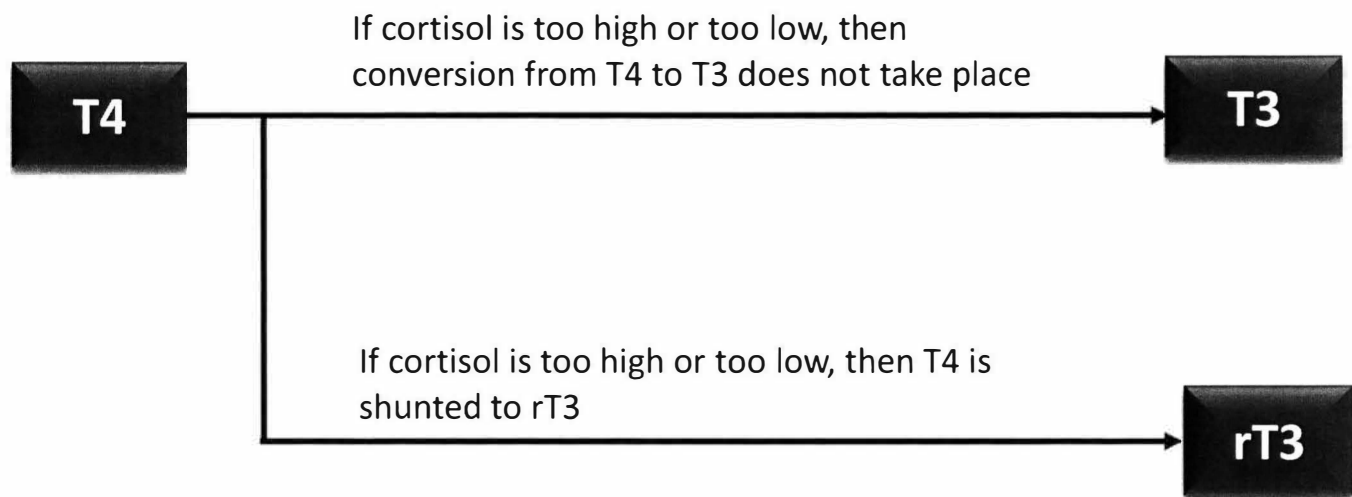 If cortisol is too high or too low, then
conversion from T4 to T3 does not take place
T4
T3
If cortisol is too high or too low, then T4 is
shunted to rT3
rT3